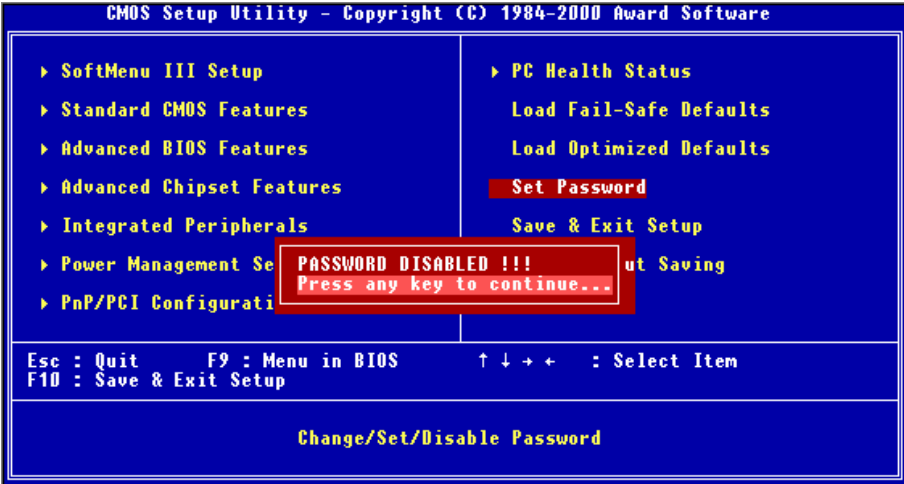 CMOS Setup Utility - Copyright (C) 1984-2000 Award Software
SoftMenu III Setup
Standard CMOS Features
Advanced BIOS Features
Advanced Chipset Features
Integrated Peripherals
Power Management Se
PnP/PCI Configurati
PC Health Status
Load Fail-Safe Defaults
Load Optimized Defaults
Set Password
Save & Exit Setup
ut Saving
PASSWORD DISABLED !!!
Press any key to continue...
Esc : Quit F9 : Menu in BIOS ↑ ↓ → ← : Select Item
F10 : Save & Exit Setup
Change/Set/Disable Password